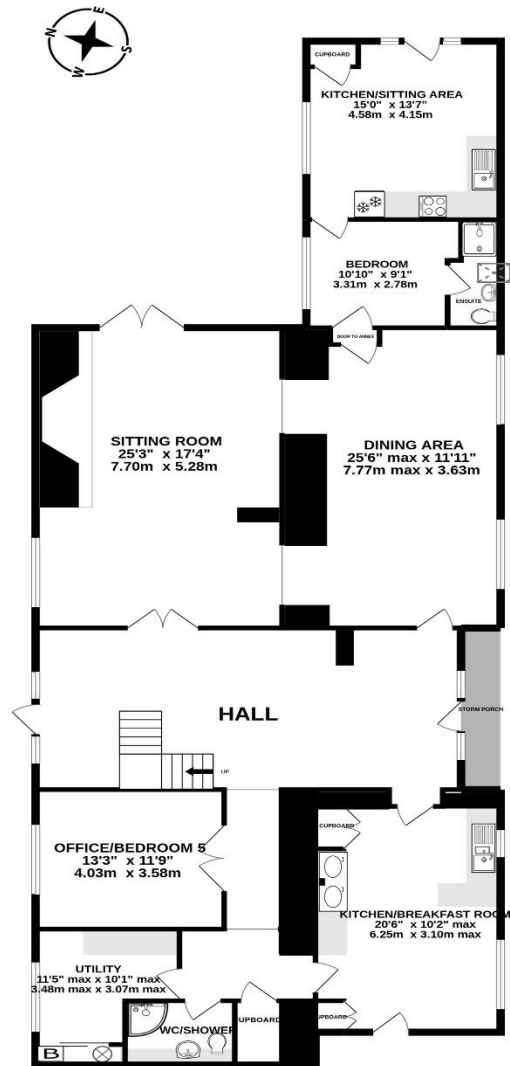 N
E
S
W
CUPBOARD
KITCHEN/SITTING AREA
15'0" x 13'7"
4.58m x 4.15m
BEDROOM
10'10" x 9'1"
3.31m x 2.78m
ENSUITE
DOOR TO ANNEX
SITTING ROOM
25'3" x 17'4"
7.70m x 5.28m
DINING AREA
25'6" max x 11'11"
7.77m max x 3.63m
HALL
STORM PORCH
UP
OFFICE/BEDROOM 5
13'3" x 11'9"
4.03m x 3.58m
CUPBOARD
KITCHEN/BREAKFAST ROOM
20'6" x 10'2" max
6.25m x 3.10m max
UTILITY
11'5" max x 10'1" max
3.48m max x 3.07m max
WC/SHOWER
UPBOARD
UPBOARD
B